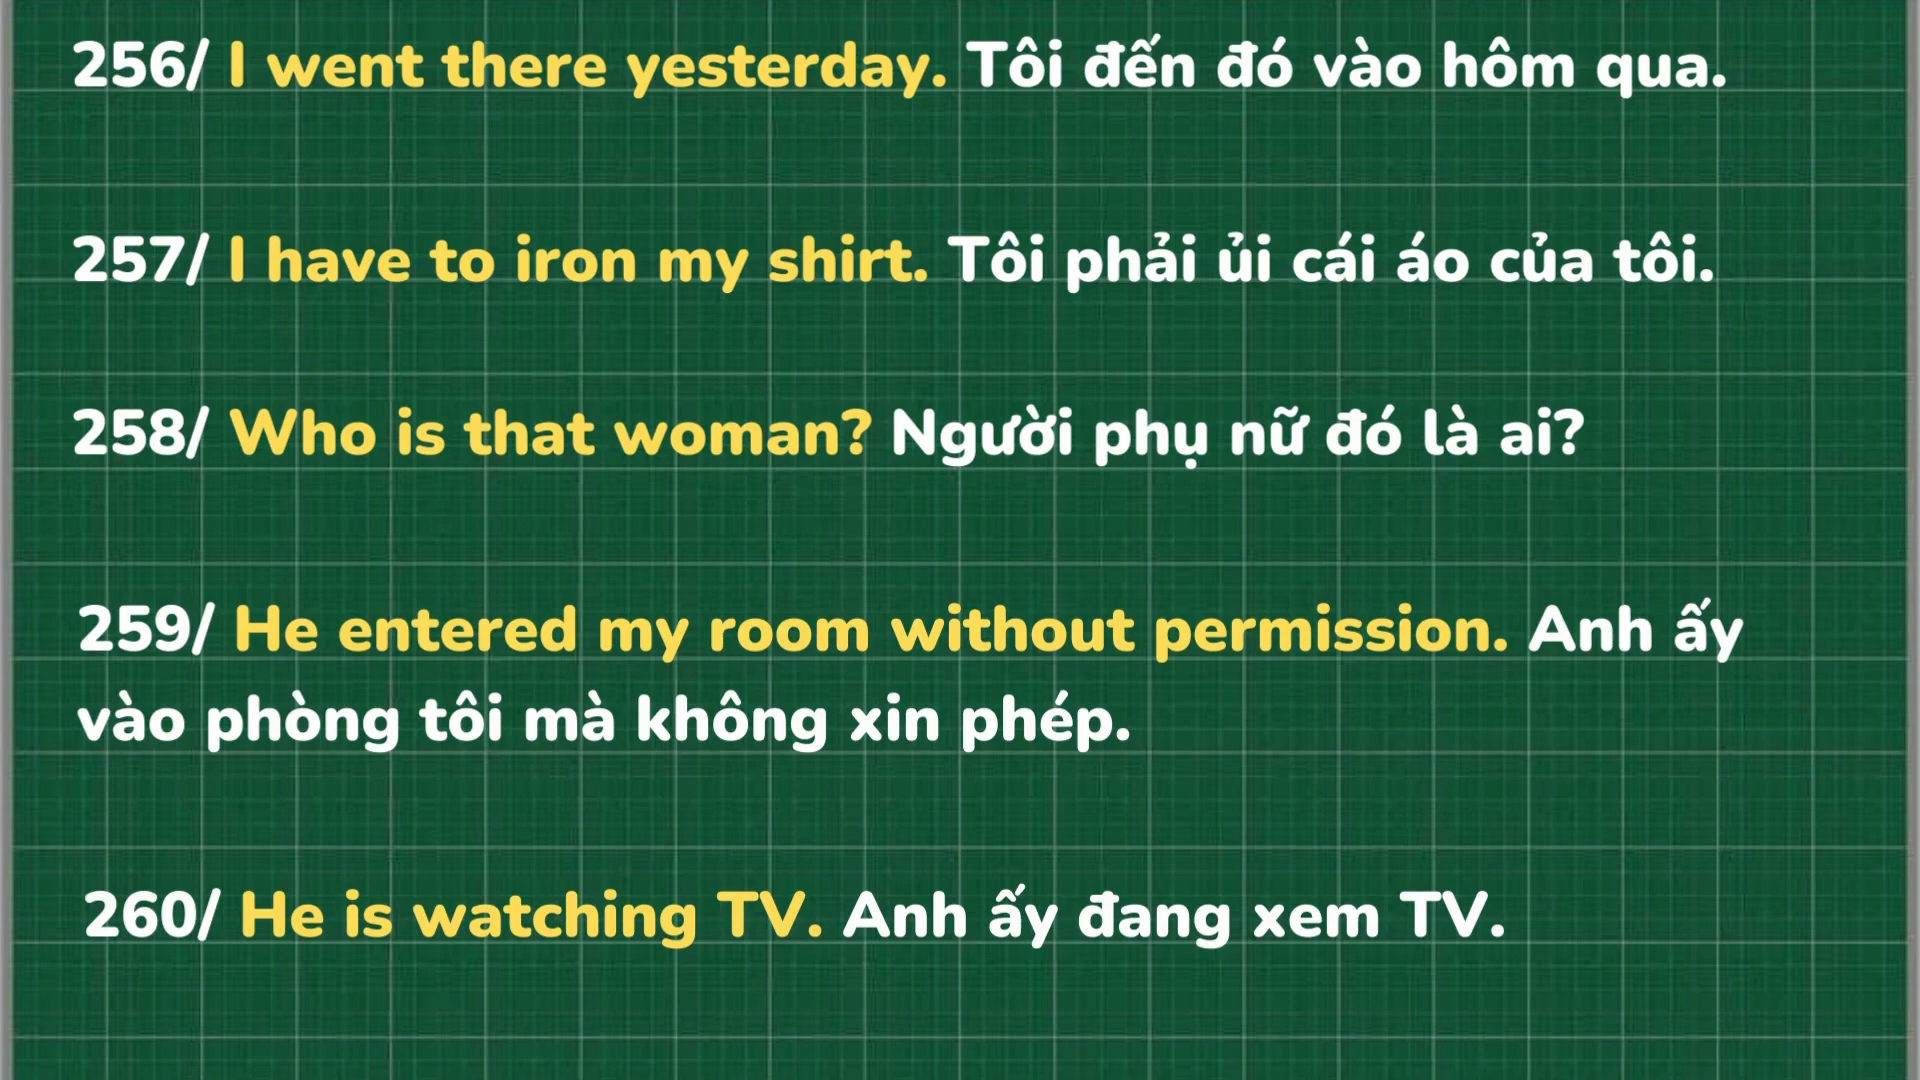 256/ I went there yesterday. Tôi đến đó vào hôm qua.
257/ I have to iron my shirt. Tôi phải ủi cái áo của tôi.
258/ Who is that woman? Người phụ nữ đó là ai?
259/ He entered my room without permission. Anh ấy
vào phòng tôi mà không xin phép.
260/ He is watching TV. Anh ấy đang xem TV.